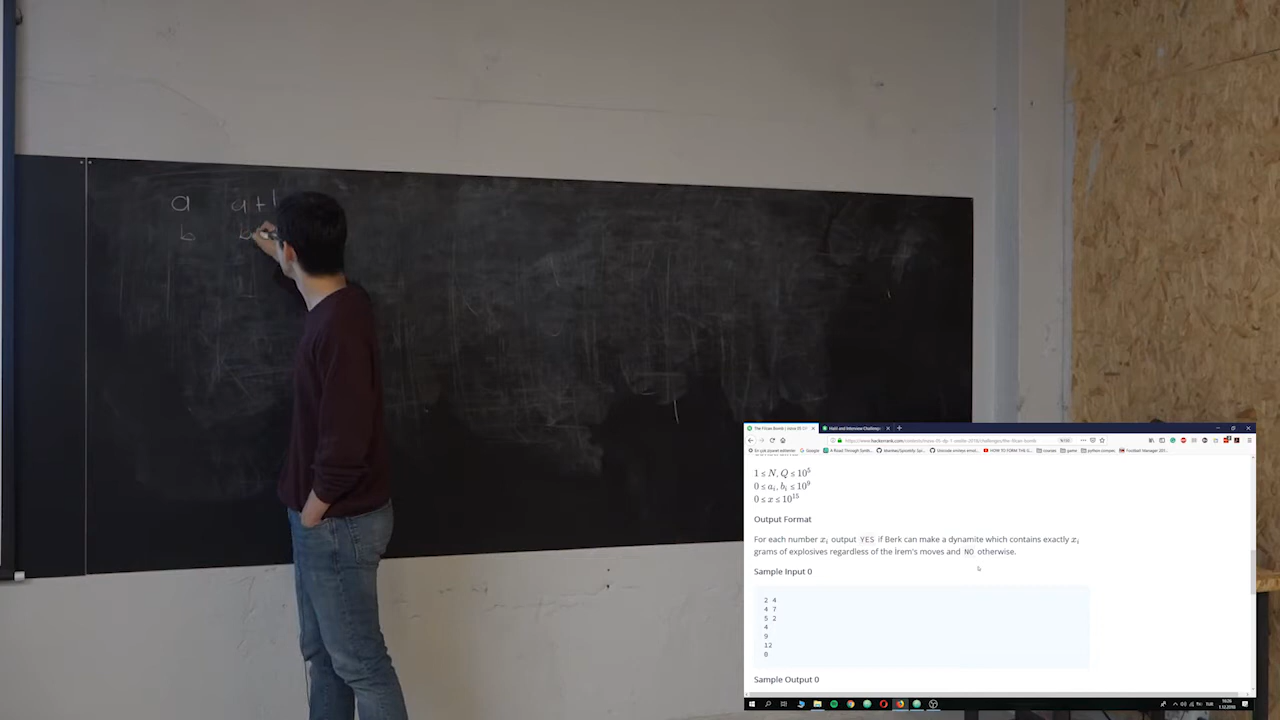 a a+1
b
1 ≤ N, Q ≤ 10^5
0 ≤ a_i, b_i ≤ 10^9
0 ≤ x ≤ 10^15
Output Format
For each number x_i output YES if Berk can make a dynamite which contains exactly x_i
grams of explosives regardless of the Irem's moves and NO otherwise.
Sample Input 0
2 4
4 7
5 2
4
9
12
0
Sample Output 0